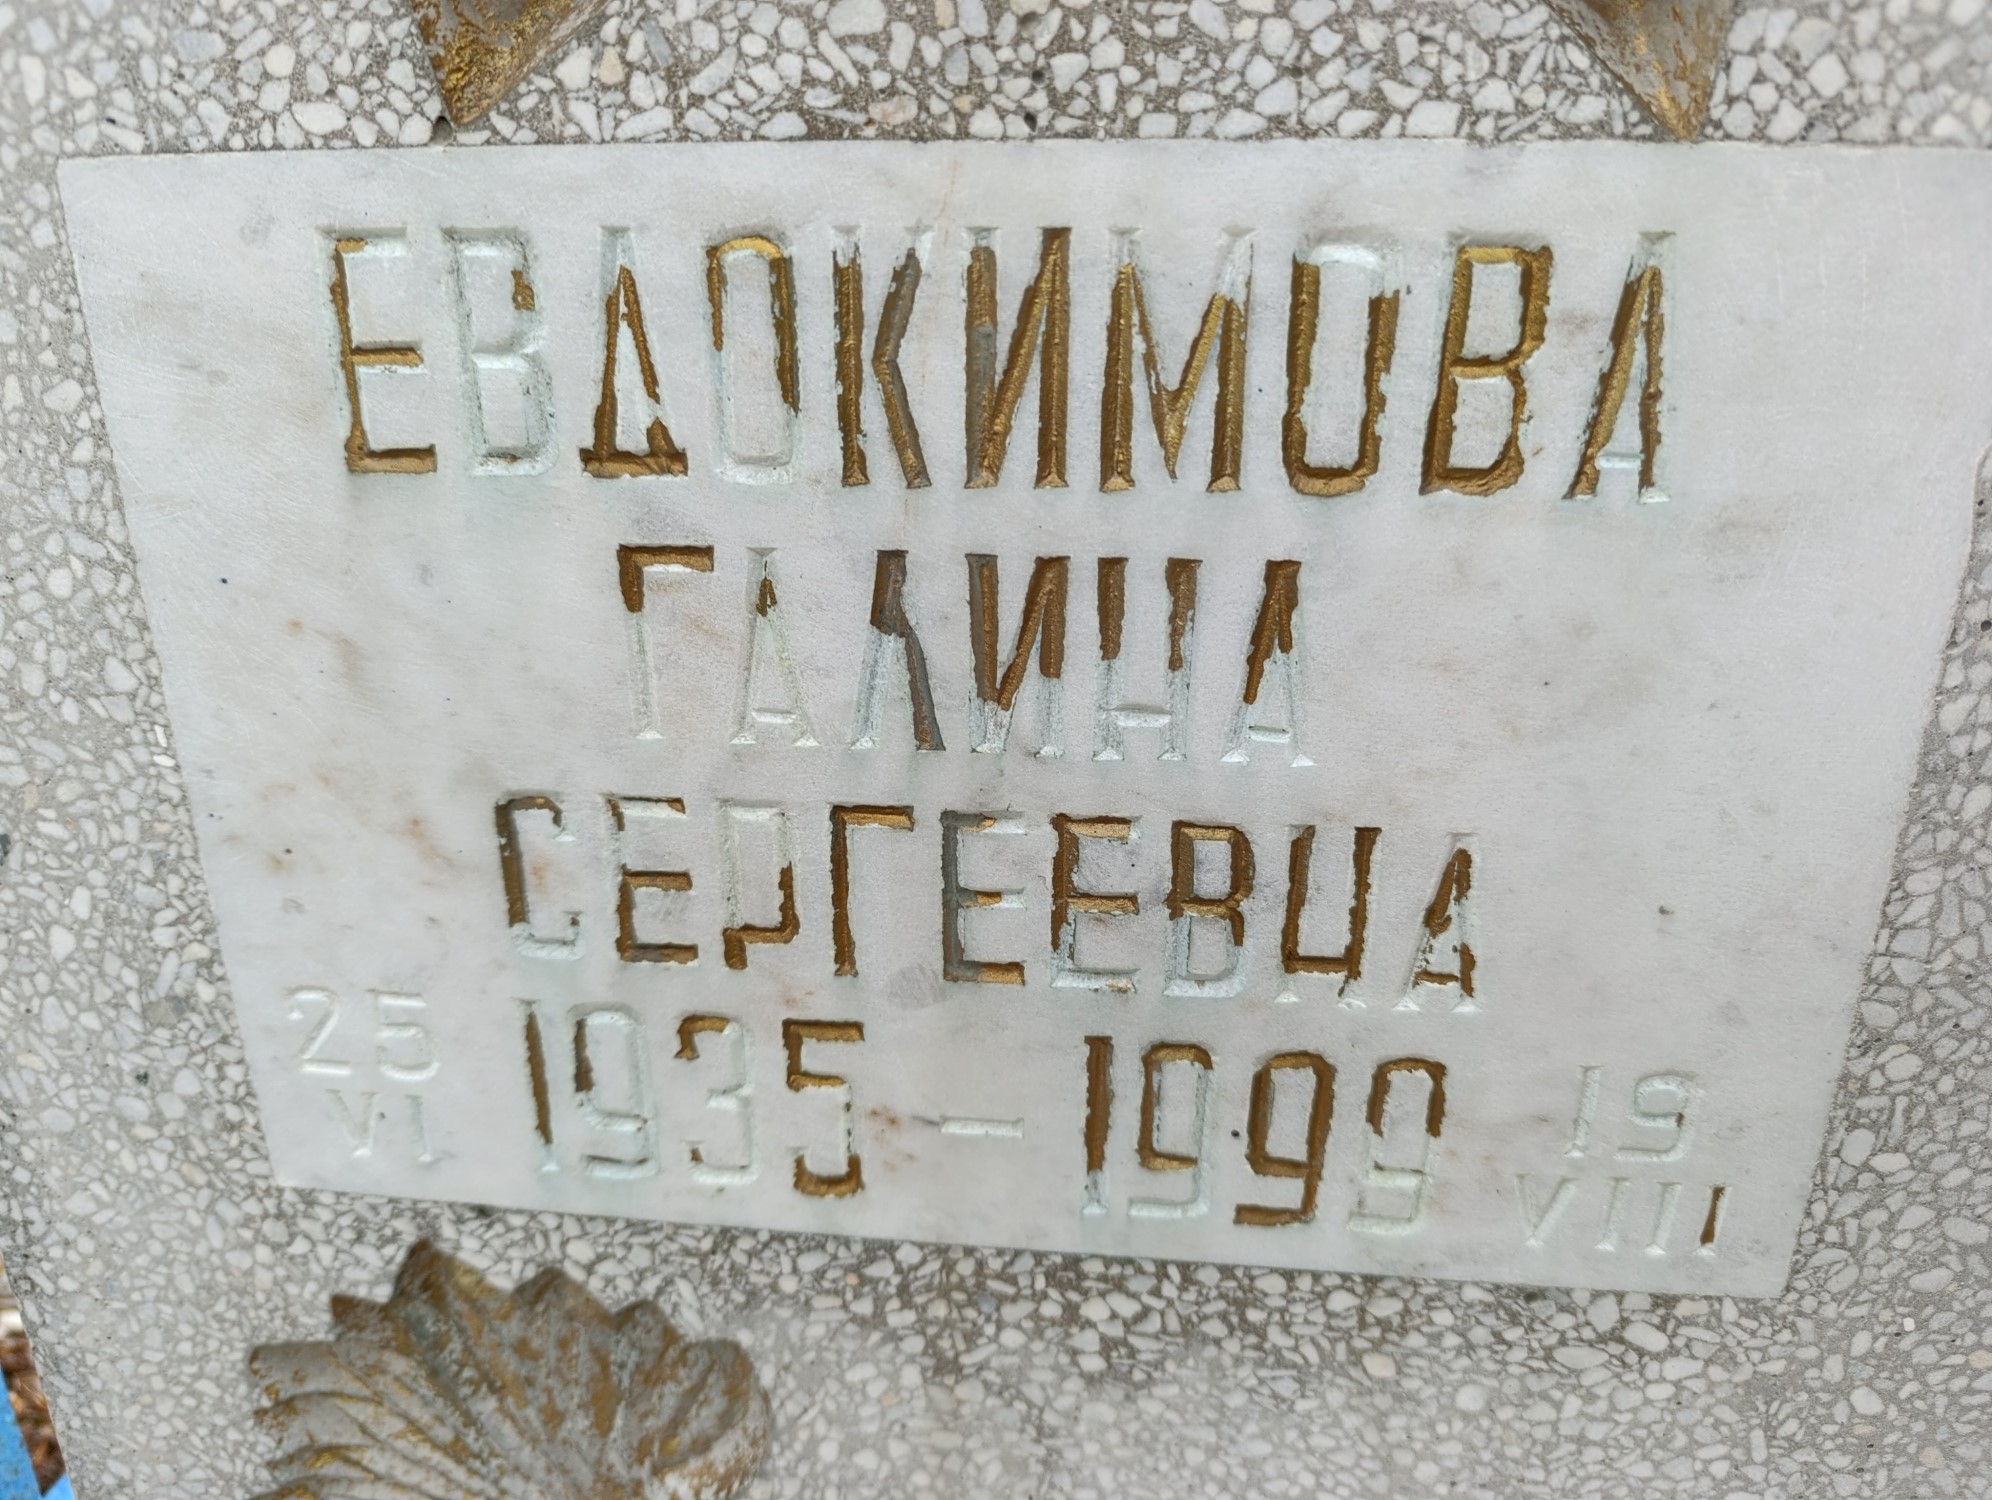 ЕВДОКИМОВА
ГАЛИНА
СЕРГЕЕВНА
25 1935 – 1999 19
VI VIII